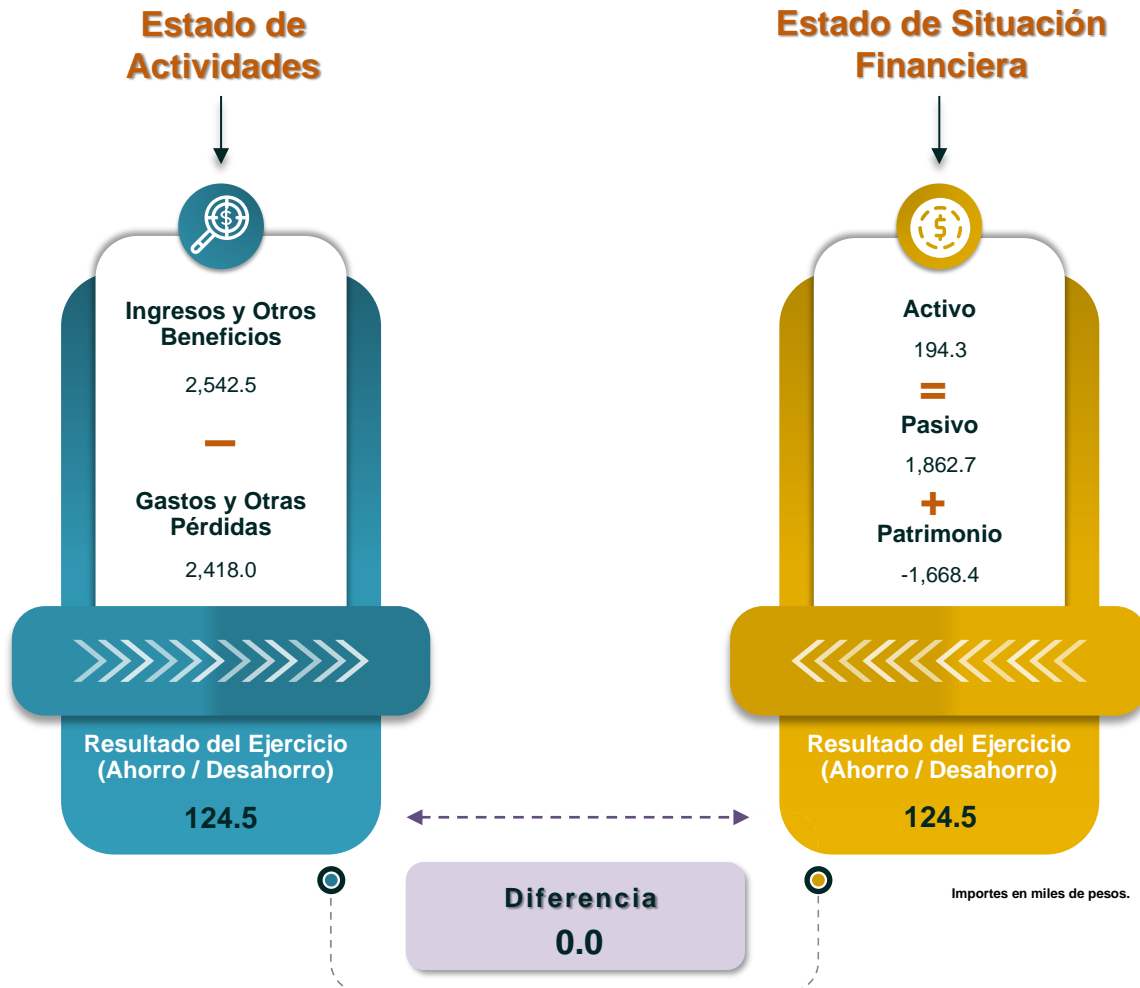 Estado de
Actividades
Ingresos y Otros
Beneficios
2,542.5
–
Gastos y Otras
Pérdidas
2,418.0
Resultado del Ejercicio
(Ahorro / Desahorro)
124.5
Estado de Situación
Financiera
$
Activo
194.3
=
Pasivo
1,862.7
+
Patrimonio
-1,668.4
Resultado del Ejercicio
(Ahorro / Desahorro)
124.5
Diferencia
0.0
Importes en miles de pesos.